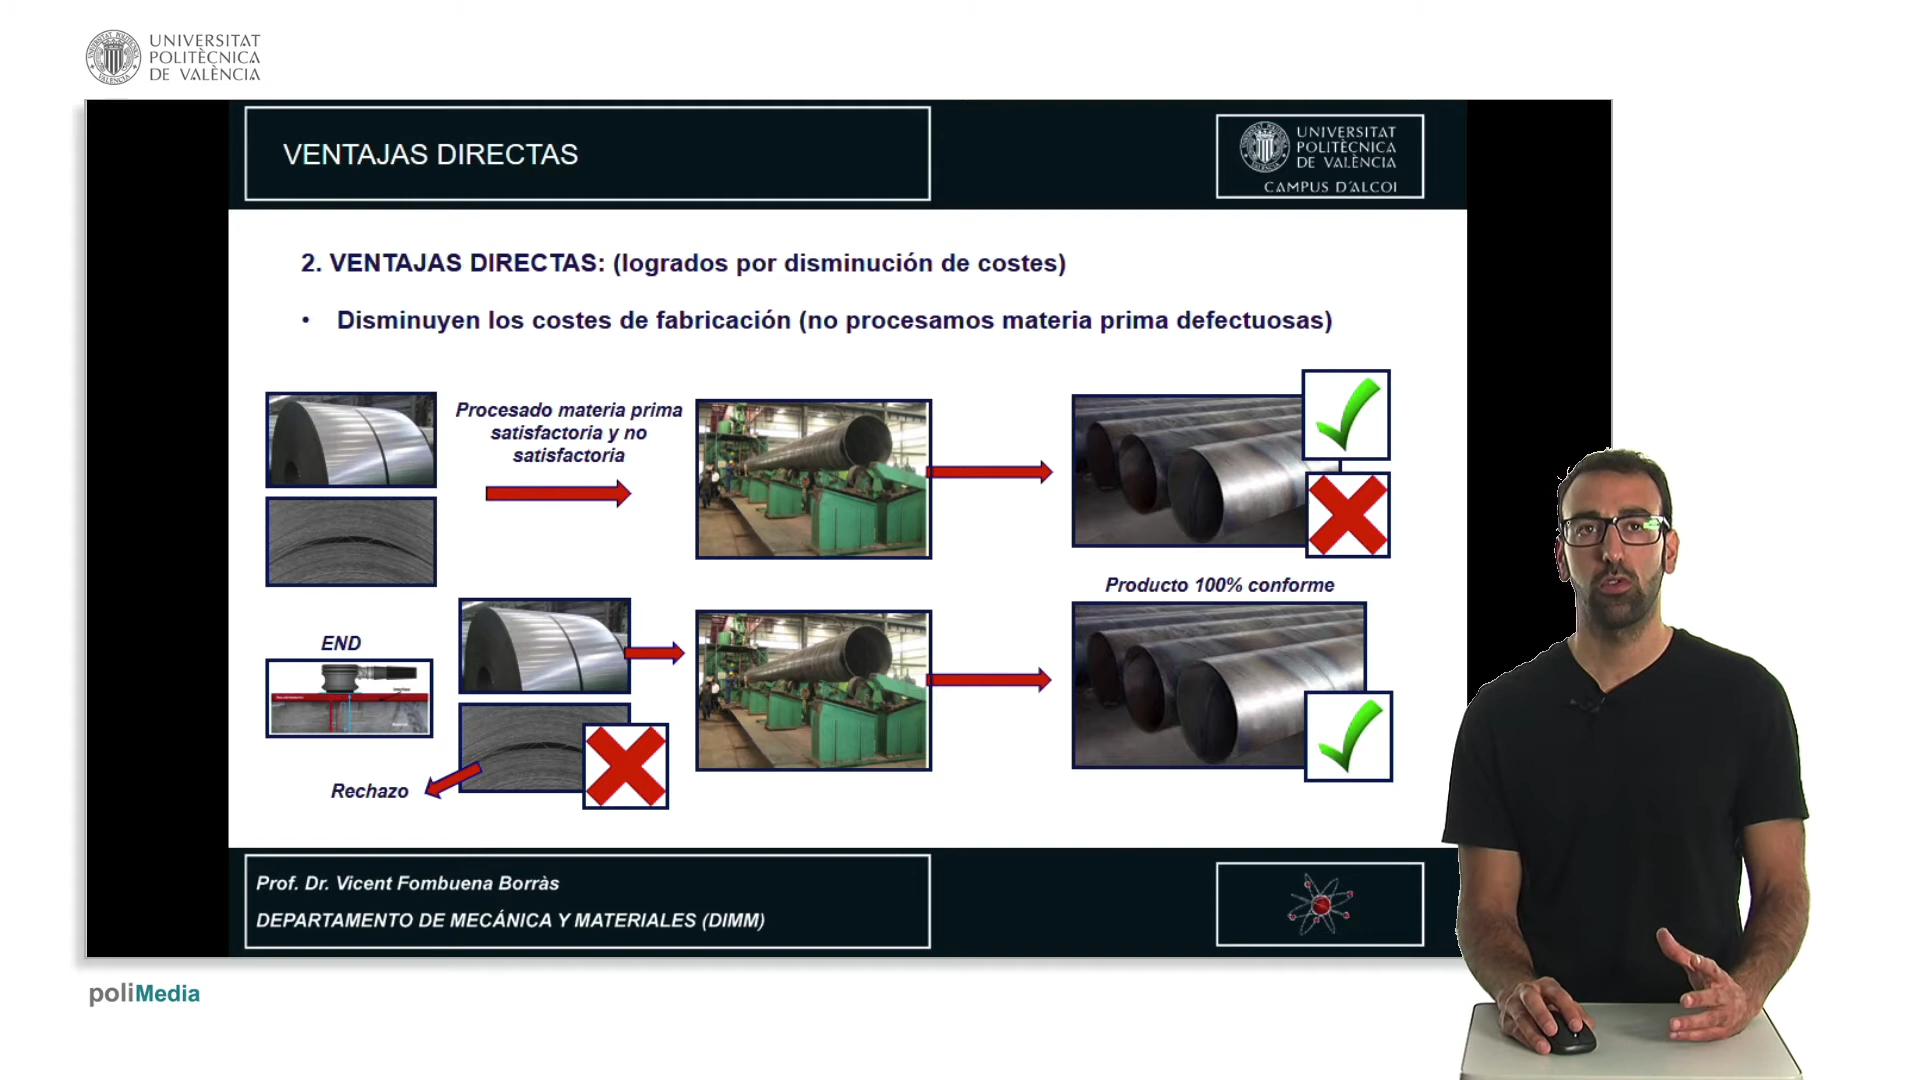 UNIVERSITAT
POLITÈCNICA
DE VALÈNCIA
VENTAJAS DIRECTAS
UNIVERSITAT
POLITÈCNICA
DE VALÈNCIA
CAMPUS D'ALCOI
2. VENTAJAS DIRECTAS: (logrados por disminución de costes)
• Disminuyen los costes de fabricación (no procesamos materia prima defectuosas)
Procesado materia prima
satisfactoria y no
satisfactoria
Producto 100% conforme
END
Rechazo
Prof. Dr. Vicent Fombuena Borràs
DEPARTAMENTO DE MECÁNICA Y MATERIALES (DIMM)
poliMedia